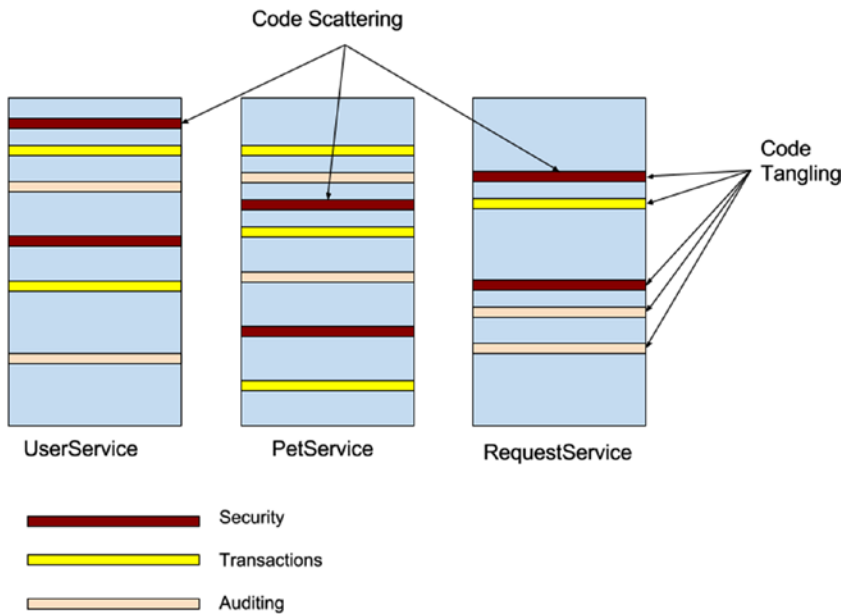 Code Scattering
Code
Tangling
UserService
PetService
RequestService
Security
Transactions
Auditing